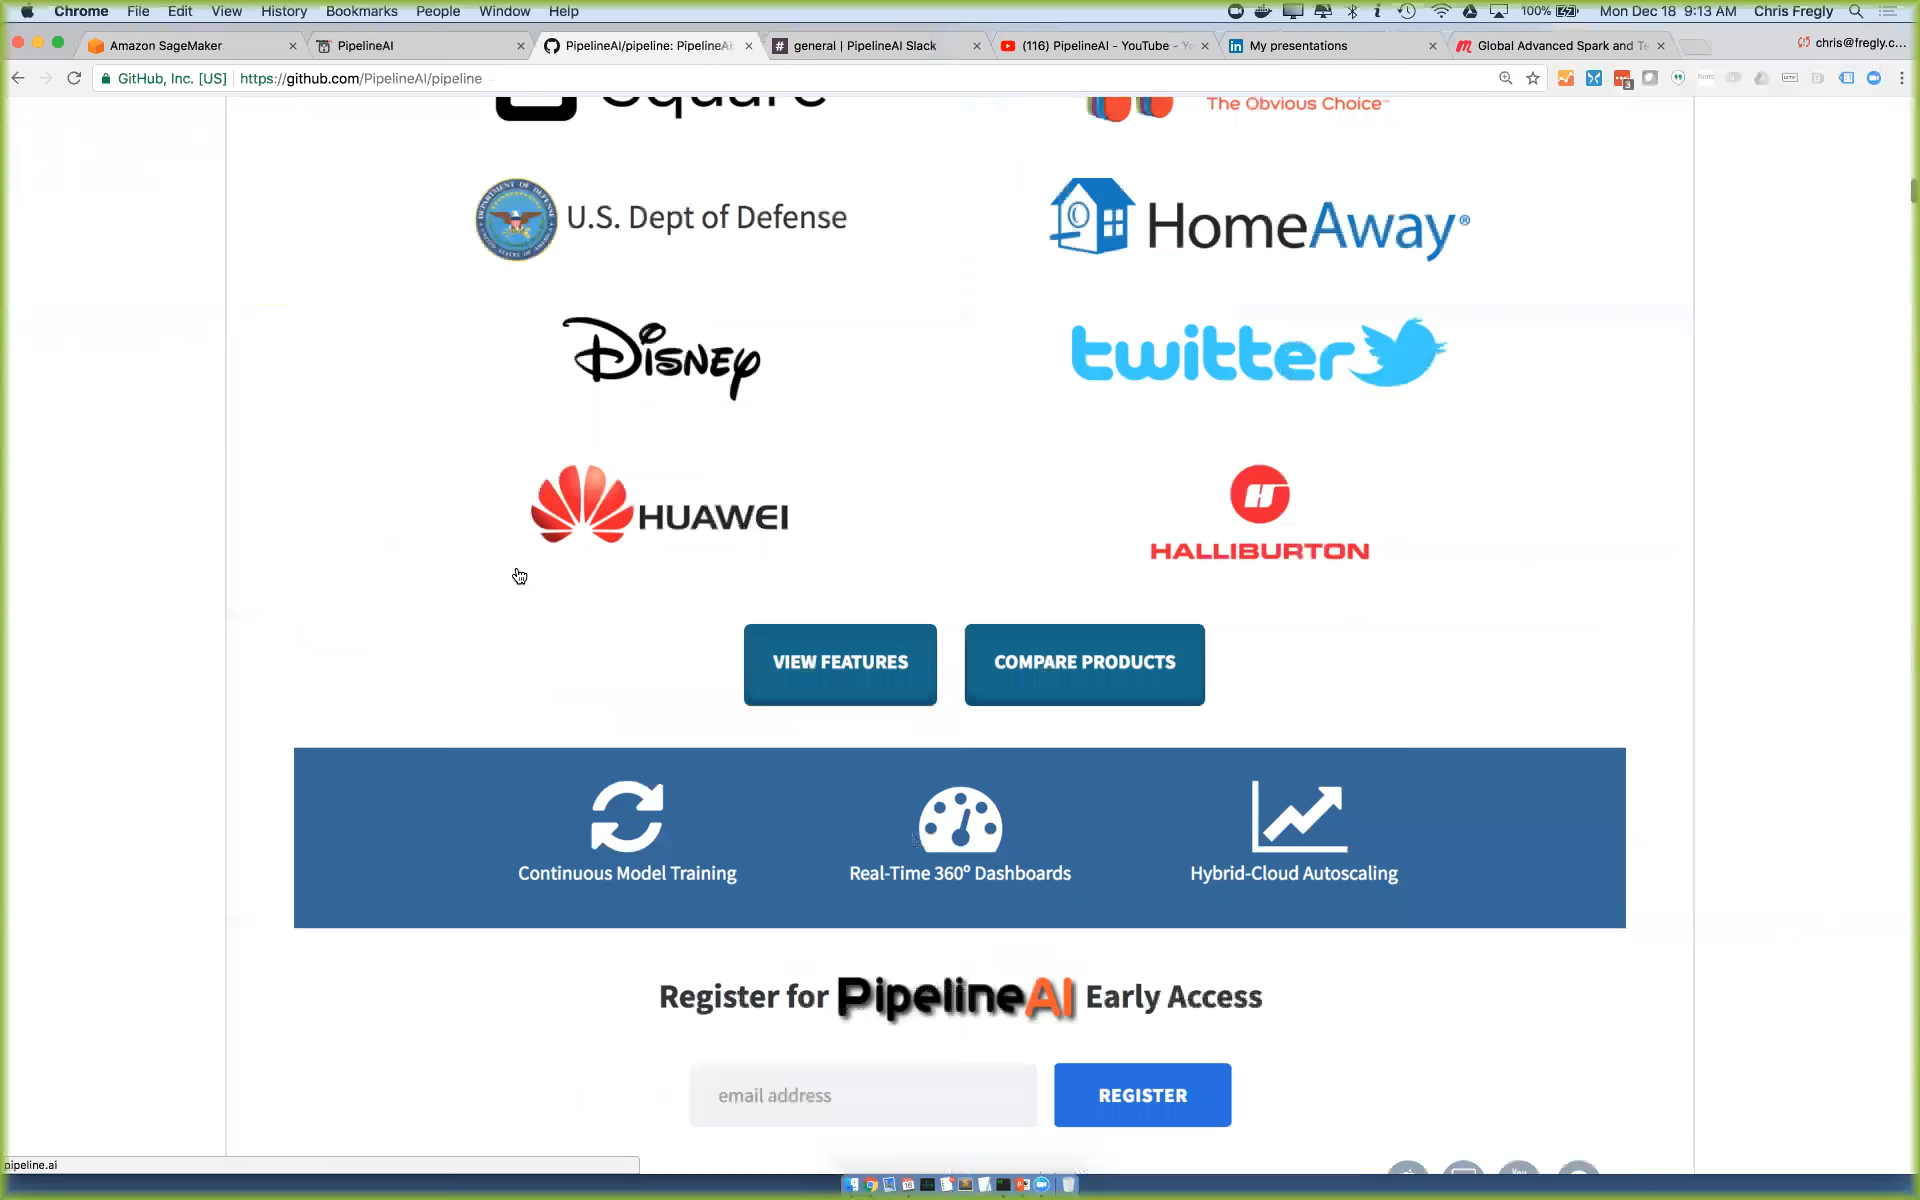 Chrome File Edit View History Bookmarks People Window Help 100% Mon Dec 18 9:13 AM Chris Fregly
Amazon SageMaker PipelineAI PipelineAI/pipeline: PipelineAI general | PipelineAI Slack (116) PipelineAI - YouTube - My presentations Global Advanced Spark and Te chris@fregly.c...
GitHub, Inc. [US] https://github.com/PipelineAI/pipeline
3
Square The Obvious Choice
U.S. Dept of Defense HomeAway®
Disney twitter
HUAWEI HALLIBURTON
VIEW FEATURES COMPARE PRODUCTS
Continuous Model Training Real-Time 360º Dashboards Hybrid-Cloud Autoscaling
Register for PipelineAI Early Access
email address REGISTER
pipeline.ai